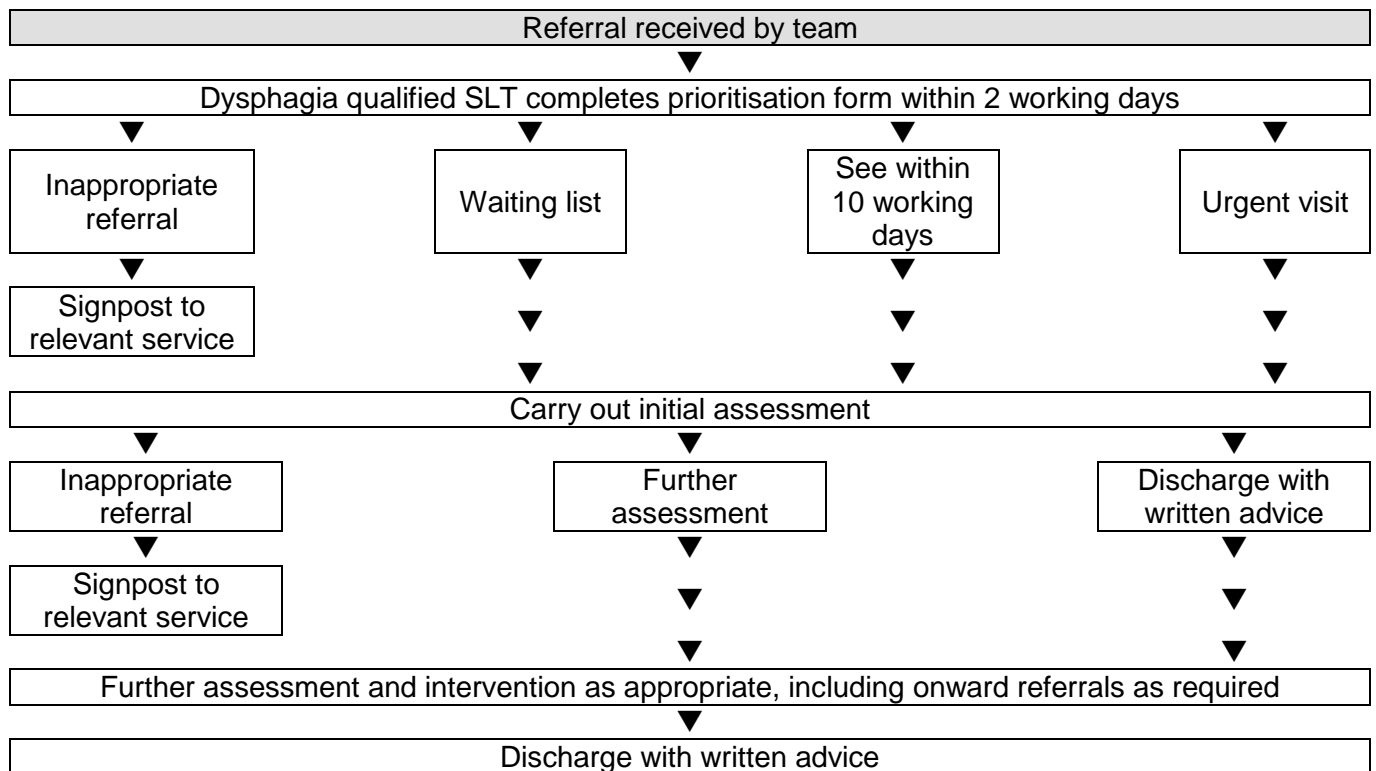 Referral received by team
Dysphagia qualified SLT completes prioritisation form within 2 working days
Inappropriate
referral
Waiting list
See within
10 working
days
Urgent visit
Signpost to
relevant service
Carry out initial assessment
Inappropriate
referral
Further
assessment
Discharge with
written advice
Signpost to
relevant service
Further assessment and intervention as appropriate, including onward referrals as required
Discharge with written advice